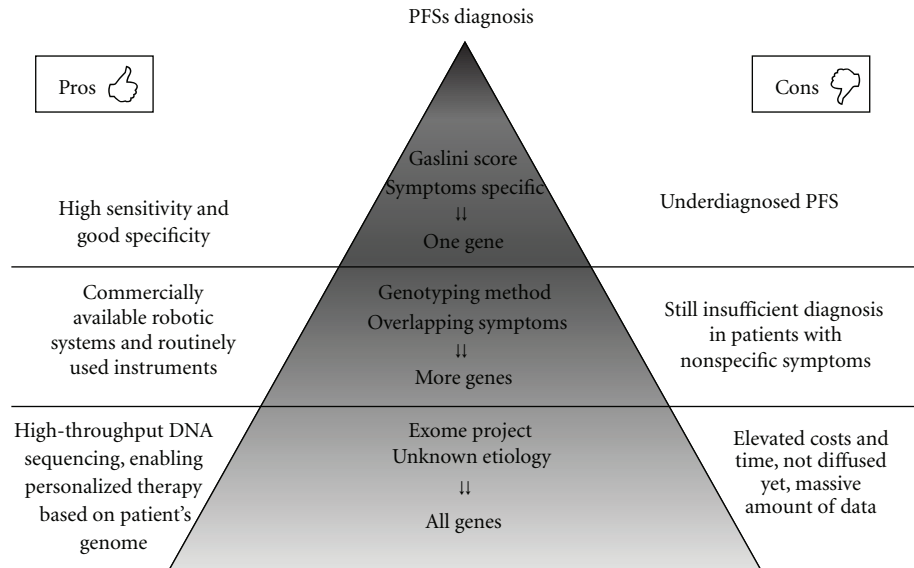 PFSs diagnosis
Pros
Cons
Gaslini score
Symptoms specific
↓↓
One gene
High sensitivity and
good specificity
Underdiagnosed PFS
Commercially
available robotic
systems and routinely
used instruments
Genotyping method
Overlapping symptoms
↓↓
More genes
Still insufficient diagnosis
in patients with
nonspecific symptoms
High-throughput DNA
sequencing, enabling
personalized therapy
based on patient's
genome
Exome project
Unknown etiology
↓↓
All genes
Elevated costs and
time, not diffused
yet, massive
amount of data